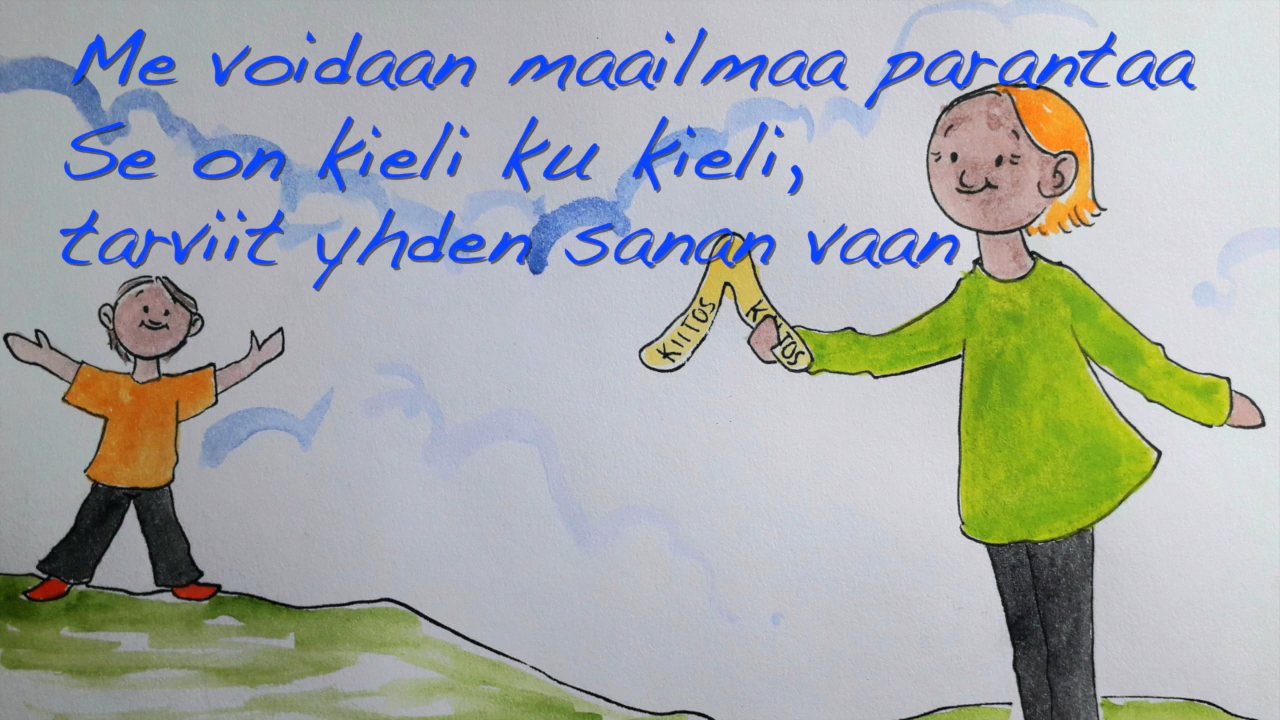 Me voidaan maailmaa parantaa
Se on kieli ku kieli,
tarviit yhden sanan vaan
KIITOS
KIITOS